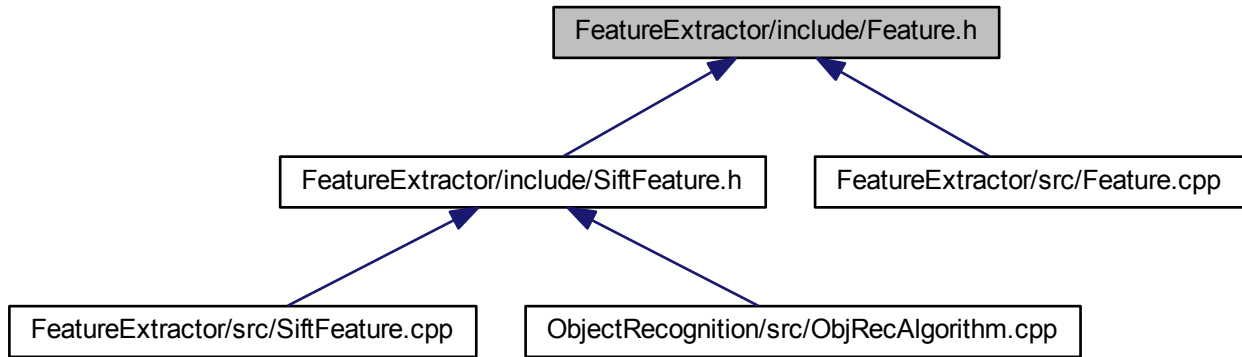 FeatureExtractor/include/Feature.h
FeatureExtractor/include/SiftFeature.h
FeatureExtractor/src/Feature.cpp
FeatureExtractor/src/SiftFeature.cpp
ObjectRecognition/src/ObjRecAlgorithm.cpp